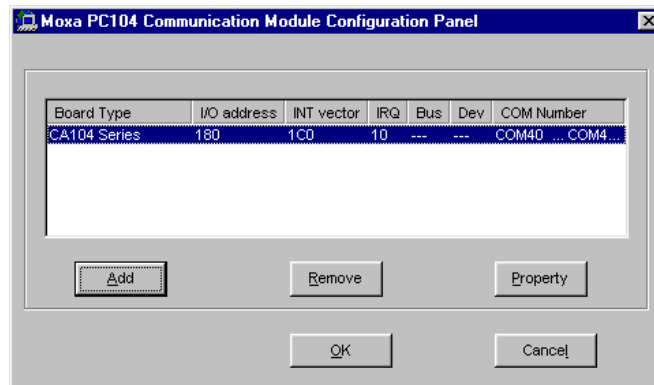 Moxa PC104 Communication Module Configuration Panel
Board Type I/O address INT vector IRQ Bus Dev COM Number
CA104 Series 180 1C0 10 --- --- COM40 ... COM4...
Add Remove Property
OK Cancel